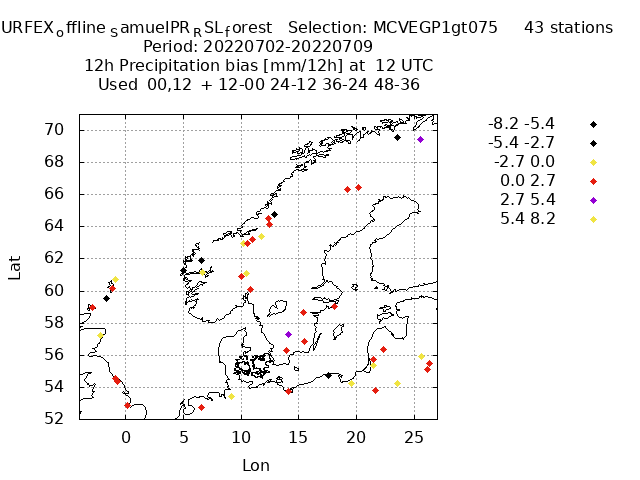 URFEX_offline_SamuelPR_RSL_forest   Selection: MCVEGP1gt075     43 stations
Period: 20220702-20220709
12h Precipitation bias [mm/12h] at  12 UTC
Used  00,12  + 12-00 24-12 36-24 48-36
-8.2 -5.4
-5.4 -2.7
-2.7 0.0
0.0 2.7
2.7 5.4
5.4 8.2
70
68
66
64
62
60
58
56
54
52
Lat
0 5 10 15 20 25
Lon